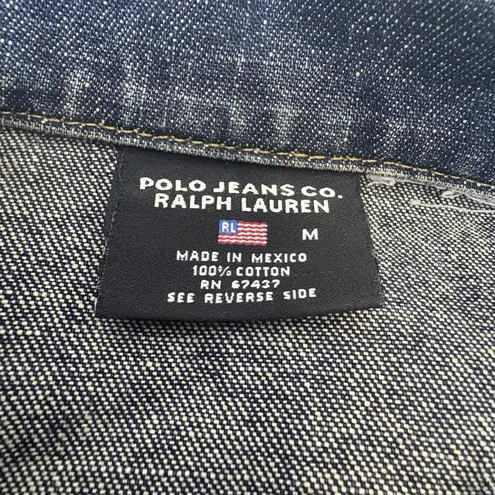 POLO JEANS CO.
RALPH LAUREN
RL M
MADE IN MEXICO
100% COTTON
RN 67437
SEE REVERSE SIDE